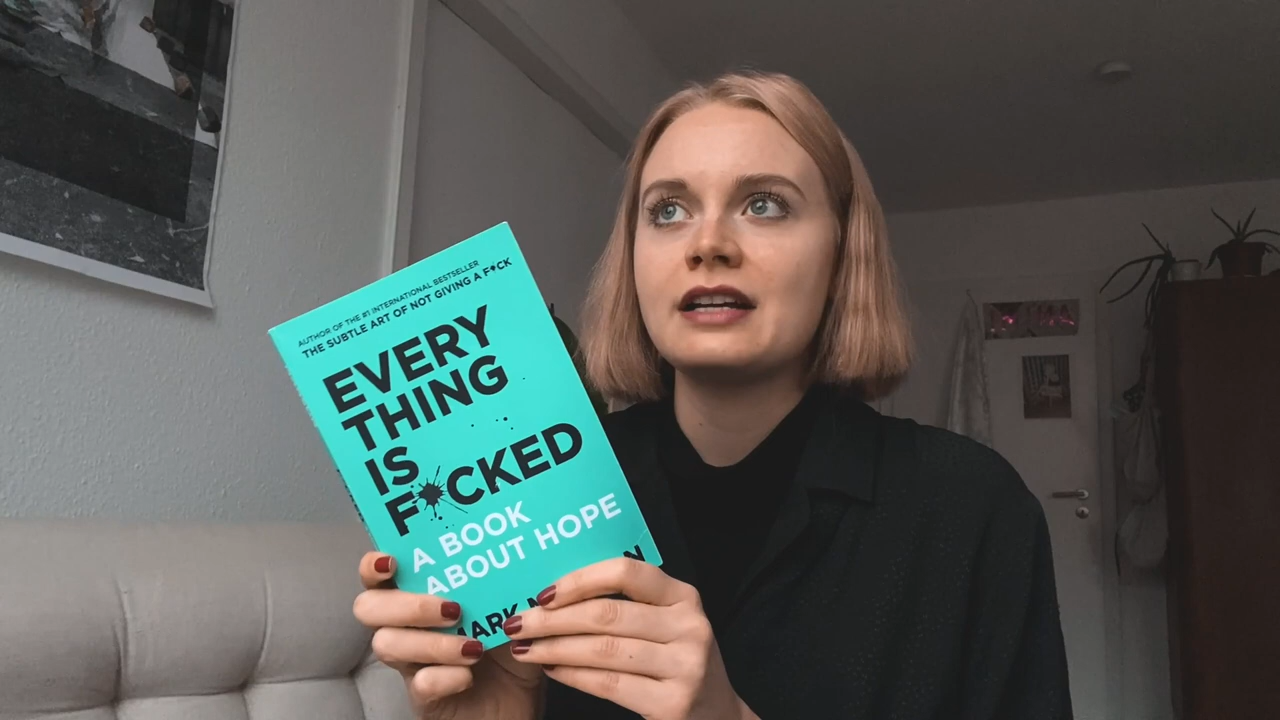 AUTHOR OF THE #1 INTERNATIONAL BESTSELLER
THE SUBTLE ART OF NOT GIVING A F*CK
EVERY
THING
IS
F*CKED
A BOOK
ABOUT HOPE
MARK